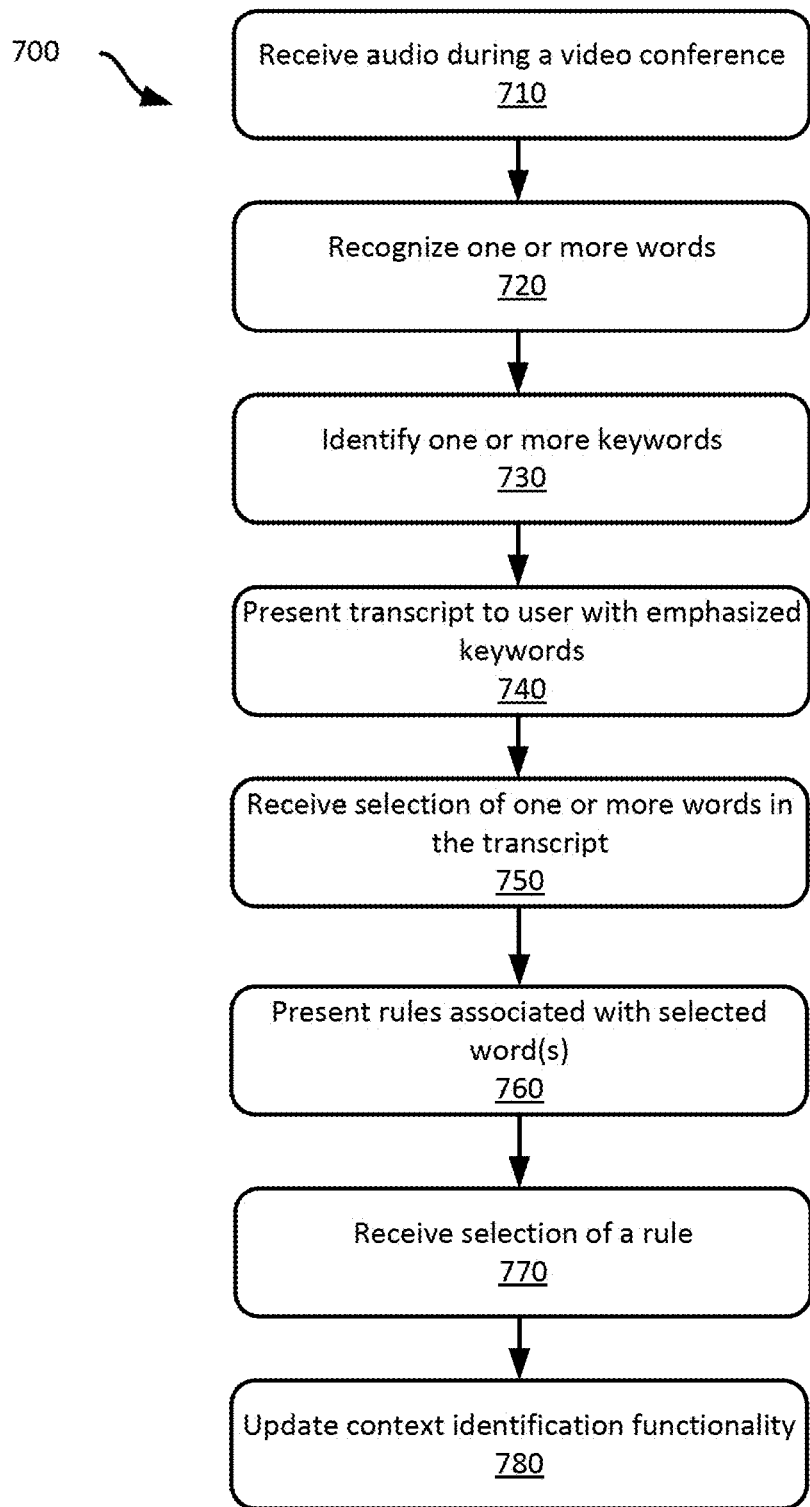 700
Receive audio during a video conference
710
Recognize one or more words
720
Identify one or more keywords
730
Present transcript to user with emphasized
keywords
740
Receive selection of one or more words in
the transcript
750
Present rules associated with selected
word(s)
760
Receive selection of a rule
770
Update context identification functionality
780